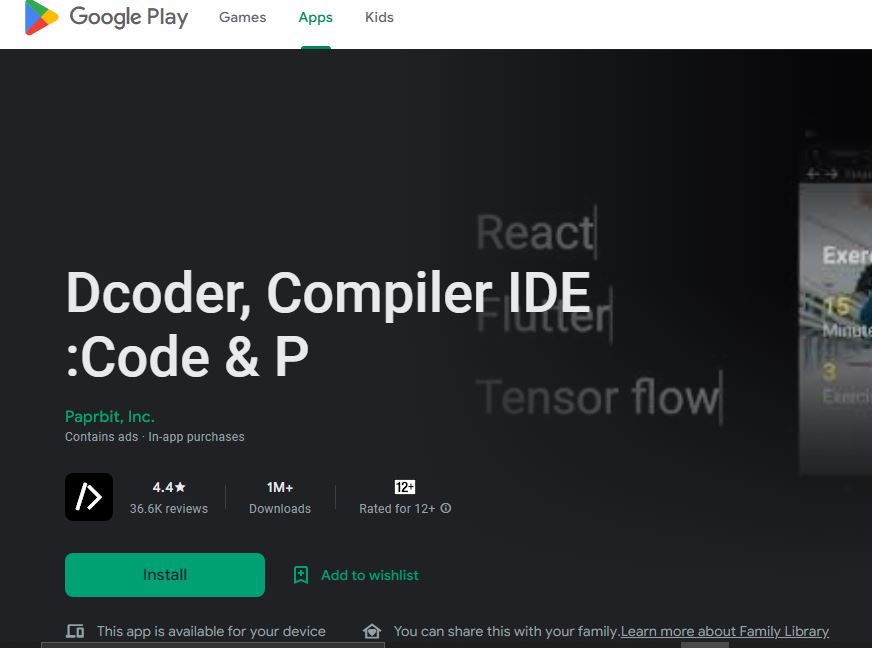 Google Play Games Apps Kids
React
Dcoder, Compiler IDE
Flutter
:Code & P
Tensor flow
Exer
15
Minut
3
Exerci
Paprbit, Inc.
Contains ads · In-app purchases
4.4★ 1M+ 12+
36.6K reviews Downloads Rated for 12+
Install Add to wishlist
This app is available for your device You can share this with your family.Learn more about Family Library